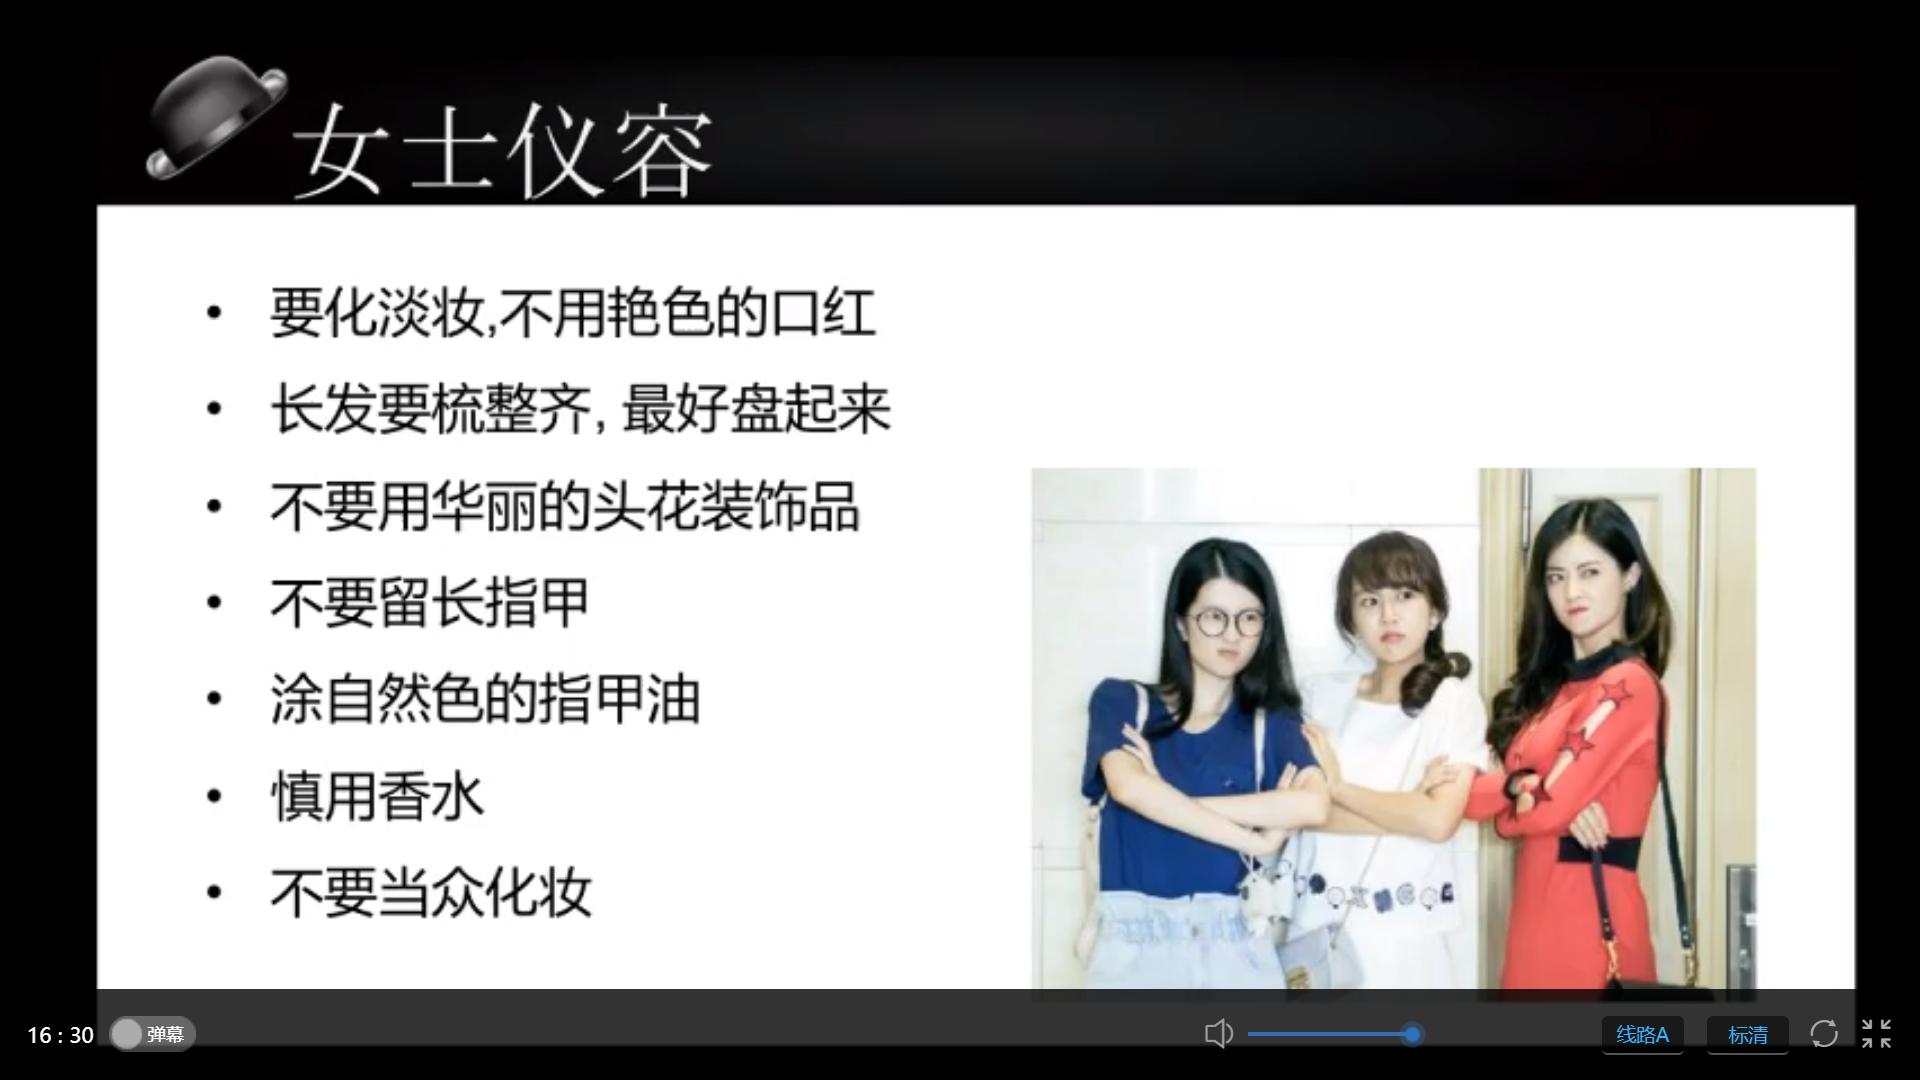 女士仪容
• 要化淡妆,不用艳色的口红
• 长发要梳整齐, 最好盘起来
• 不要用华丽的头花装饰品
• 不要留长指甲
• 涂自然色的指甲油
• 慎用香水
• 不要当众化妆
16 : 30 弹幕 线路A 标清